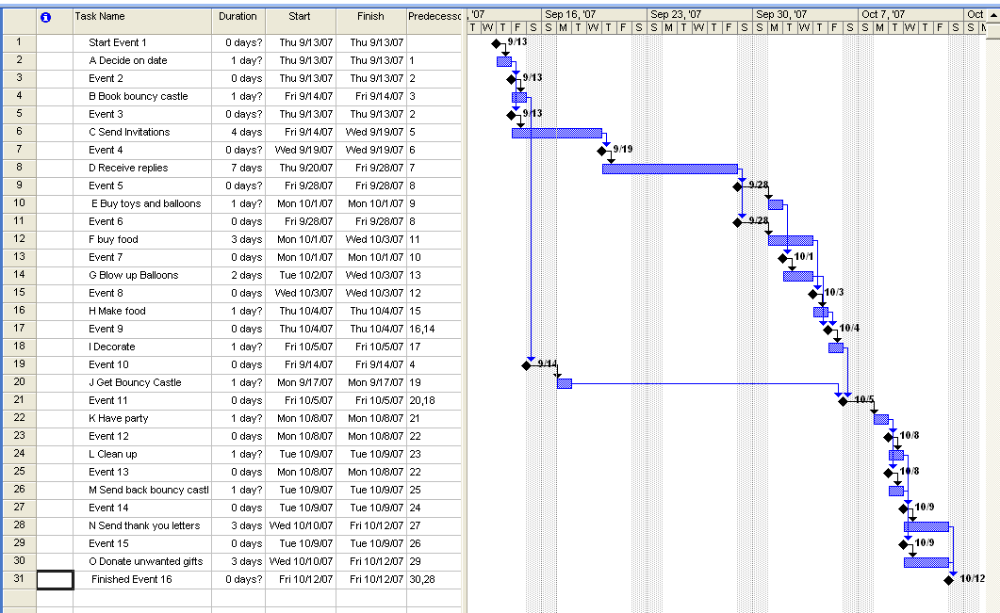 Task Name Duration Start Finish Predecesso , '07 Sep 16, '07 Sep 23, '07 Sep 30, '07 Oct 7, '07 Oct
T W T F S S M T W T F S S M T W T F S S M T W T F S S M T W T F S S M
1 Start Event 1 0 days? Thu 9/13/07 Thu 9/13/07 9/13
2 A Decide on date 1 day? Thu 9/13/07 Thu 9/13/07 1
3 Event 2 0 days Thu 9/13/07 Thu 9/13/07 2 9/13
4 B Book bouncy castle 1 day? Fri 9/14/07 Fri 9/14/07 3
5 Event 3 0 days? Thu 9/13/07 Thu 9/13/07 2 9/13
6 C Send Invitations 4 days Fri 9/14/07 Wed 9/19/07 5
7 Event 4 0 days? Wed 9/19/07 Wed 9/19/07 6 9/19
8 D Receive replies 7 days Thu 9/20/07 Fri 9/28/07 7
9 Event 5 0 days? Fri 9/28/07 Fri 9/28/07 8 9/28
10 E Buy toys and balloons 1 day? Mon 10/1/07 Mon 10/1/07 9
11 Event 6 0 days Fri 9/28/07 Fri 9/28/07 8 9/28
12 F buy food 3 days Mon 10/1/07 Wed 10/3/07 11
13 Event 7 0 days Mon 10/1/07 Mon 10/1/07 10 10/1
14 G Blow up Balloons 2 days Tue 10/2/07 Wed 10/3/07 13
15 Event 8 0 days Wed 10/3/07 Wed 10/3/07 12 10/3
16 H Make food 1 day? Thu 10/4/07 Thu 10/4/07 15
17 Event 9 0 days Thu 10/4/07 Thu 10/4/07 16,14 10/4
18 I Decorate 1 day? Fri 10/5/07 Fri 10/5/07 17
19 Event 10 0 days Fri 9/14/07 Fri 9/14/07 4 9/14
20 J Get Bouncy Castle 1 day? Mon 9/17/07 Mon 9/17/07 19
21 Event 11 0 days Fri 10/5/07 Fri 10/5/07 20,18 10/5
22 K Have party 1 day? Mon 10/8/07 Mon 10/8/07 21
23 Event 12 0 days Mon 10/8/07 Mon 10/8/07 22 10/8
24 L Clean up 1 day? Tue 10/9/07 Tue 10/9/07 23
25 Event 13 0 days Mon 10/8/07 Mon 10/8/07 22 10/8
26 M Send back bouncy castl 1 day? Tue 10/9/07 Tue 10/9/07 25
27 Event 14 0 days Tue 10/9/07 Tue 10/9/07 24 10/9
28 N Send thank you letters 3 days Wed 10/10/07 Fri 10/12/07 27
29 Event 15 0 days Tue 10/9/07 Tue 10/9/07 26 10/9
30 O Donate unwanted gifts 3 days Wed 10/10/07 Fri 10/12/07 29
31 Finished Event 16 0 days? Fri 10/12/07 Fri 10/12/07 30,28 10/12